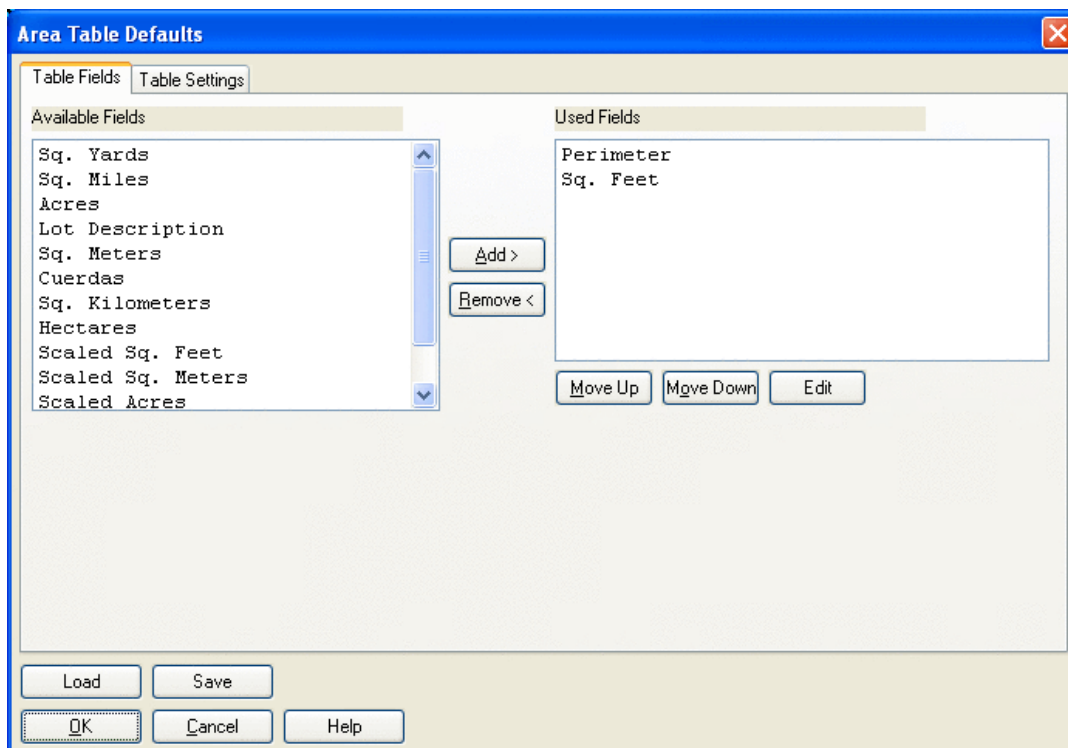 Area Table Defaults
Table Fields
Table Settings
Available Fields
Sq. Yards
Sq. Miles
Acres
Lot Description
Sq. Meters
Cuerdas
Sq. Kilometers
Hectares
Scaled Sq. Feet
Scaled Sq. Meters
Scaled Acres
Add >
Remove <
Used Fields
Perimeter
Sq. Feet
Move Up
Move Down
Edit
Load
Save
OK
Cancel
Help